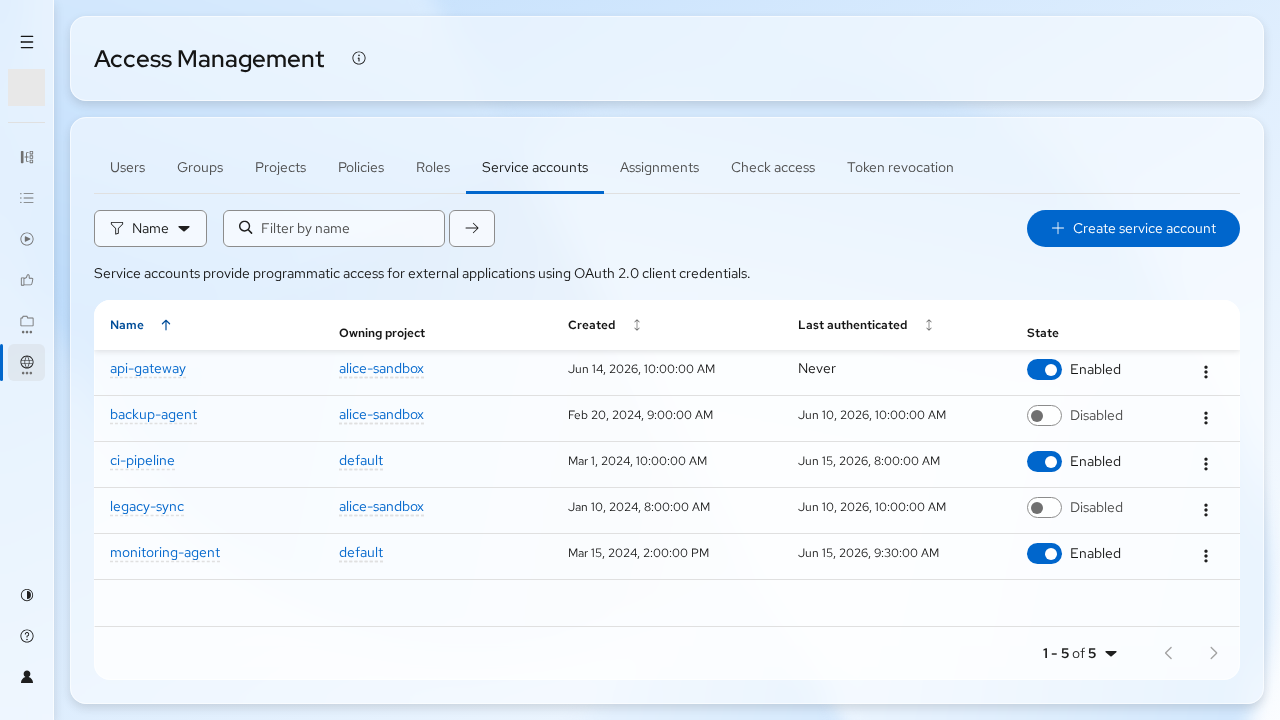 Access Management
Users Groups Projects Policies Roles Service accounts Assignments Check access Token revocation
Name Filter by name Create service account
Service accounts provide programmatic access for external applications using OAuth 2.0 client credentials.
Name Owning project Created Last authenticated State
api-gateway alice-sandbox Jun 14, 2026, 10:00:00 AM Never Enabled
backup-agent alice-sandbox Feb 20, 2024, 9:00:00 AM Jun 10, 2026, 10:00:00 AM Disabled
ci-pipeline default Mar 1, 2024, 10:00:00 AM Jun 15, 2026, 8:00:00 AM Enabled
legacy-sync alice-sandbox Jan 10, 2024, 8:00:00 AM Jun 10, 2026, 10:00:00 AM Disabled
monitoring-agent default Mar 15, 2024, 2:00:00 PM Jun 15, 2026, 9:30:00 AM Enabled
1 - 5 of 5